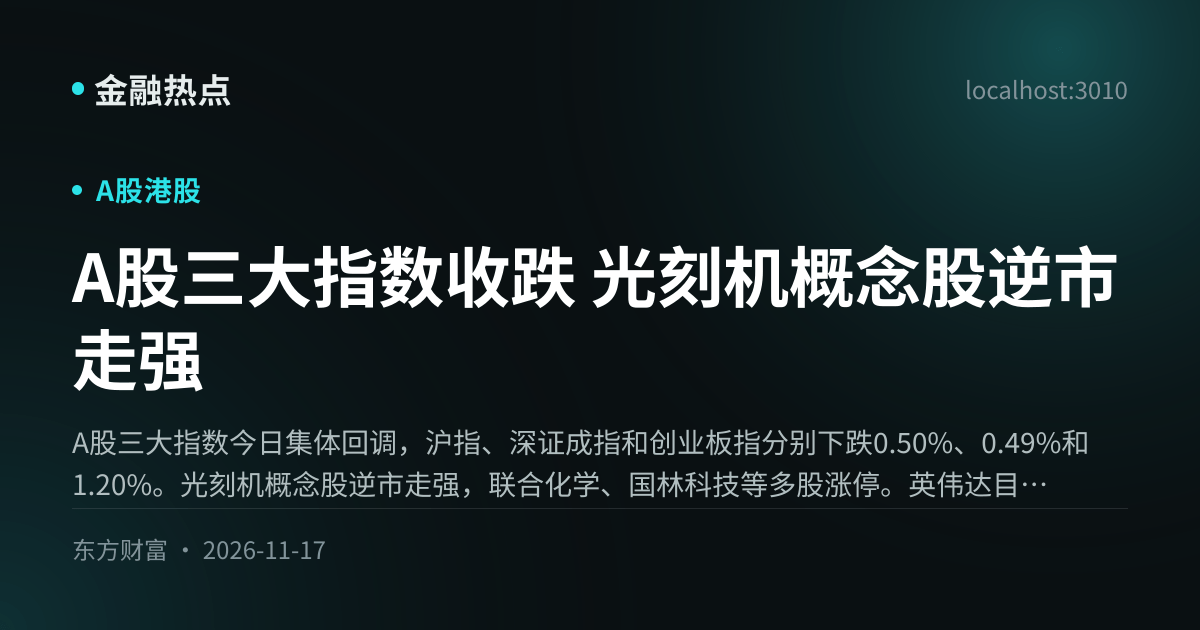 金融热点
localhost:3010
A股港股
A股三大指数收跌 光刻机概念股逆市
走强
A股三大指数今日集体回调，沪指、深证成指和创业板指分别下跌0.50%、0.49%和
1.20%。光刻机概念股逆市走强，联合化学、国林科技等多股涨停。英伟达目…
东方财富 • 2026-11-17